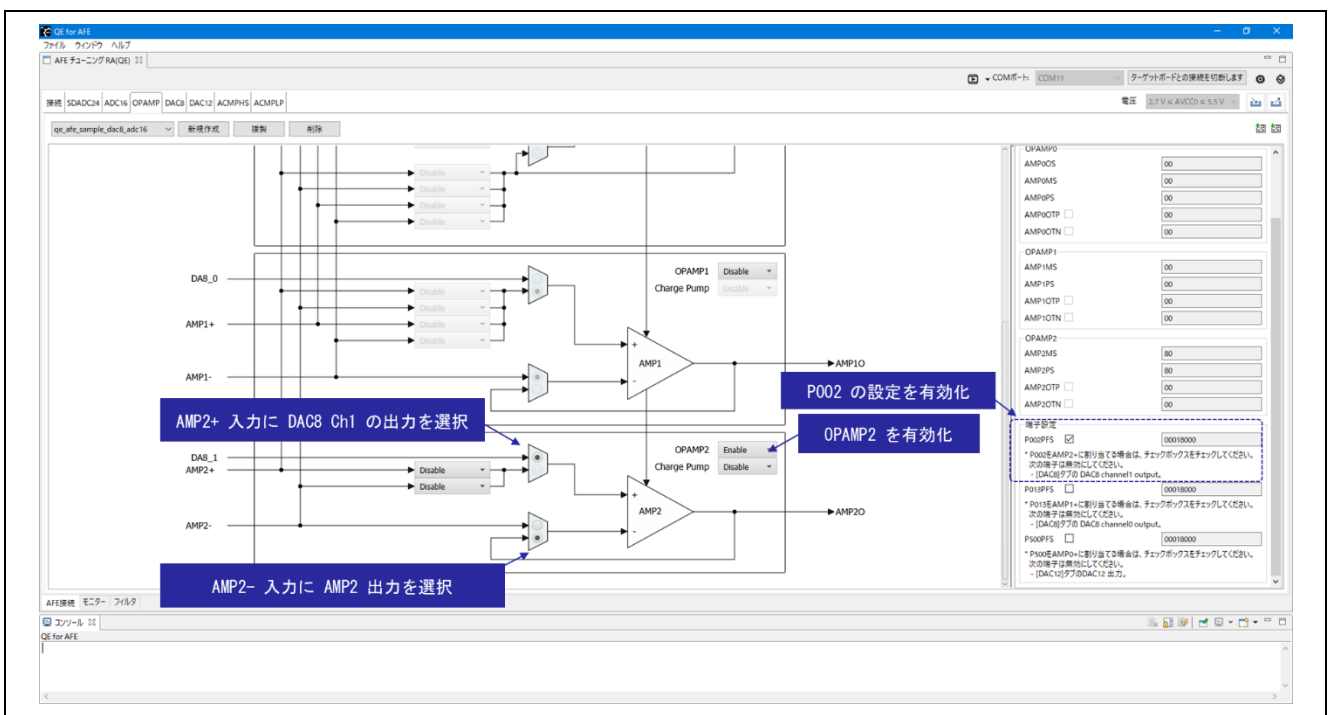 QE for AFE
ファイル ウィンドウ ヘルプ
AFE チューニング RA(QE)
COMポート: COM11 ターゲットボードとの接続を切断します
接続 SDADC24 ADC16 OPAMP DAC8 DAC12 ACMPHS ACMPLP
電圧 2.7 V ≤ AVCC0 ≤ 5.5 V
qe_afe_sample_dac8_adc16 新規作成 複製 削除
Disable
Disable
Disable
Disable
DA8_0
OPAMP1 Disable
Charge Pump Disable
Disable
Disable
AMP1+
Disable
Disable
+
AMP1
-
AMP1O
AMP1-
AMP2+ 入力に DAC8 Ch1 の出力を選択
P002 の設定を有効化
OPAMP2 を有効化
DA8_1
AMP2+
OPAMP2 Enable
Charge Pump Disable
Disable
Disable
+
AMP2
-
AMP2O
AMP2-
AMP2- 入力に AMP2 出力を選択
OPAMP0
AMP0OS 00
AMP0MS 00
AMP0PS 00
AMP0OTP 00
AMP0OTN 00
OPAMP1
AMP1MS 00
AMP1PS 00
AMP1OTP 00
AMP1OTN 00
OPAMP2
AMP2MS 80
AMP2PS 80
AMP2OTP 00
AMP2OTN 00
端子設定
P002PFS 00018000
* P002をAMP2+に割り当てる場合は、チェックボックスをチェックしてください。
次の端子は無効にしてください。
- [DAC8]タブの DAC8 channel1 output。
P013PFS 00018000
* P013をAMP1+に割り当てる場合は、チェックボックスをチェックしてください。
次の端子は無効にしてください。
- [DAC8]タブの DAC8 channel0 output。
P500PFS 00018000
* P500をAMP0+に割り当てる場合は、チェックボックスをチェックしてください。
次の端子は無効にしてください。
- [DAC12]タブのDAC12 出力。
AFE接続 モニター フィルタ
コンソール
QE for AFE